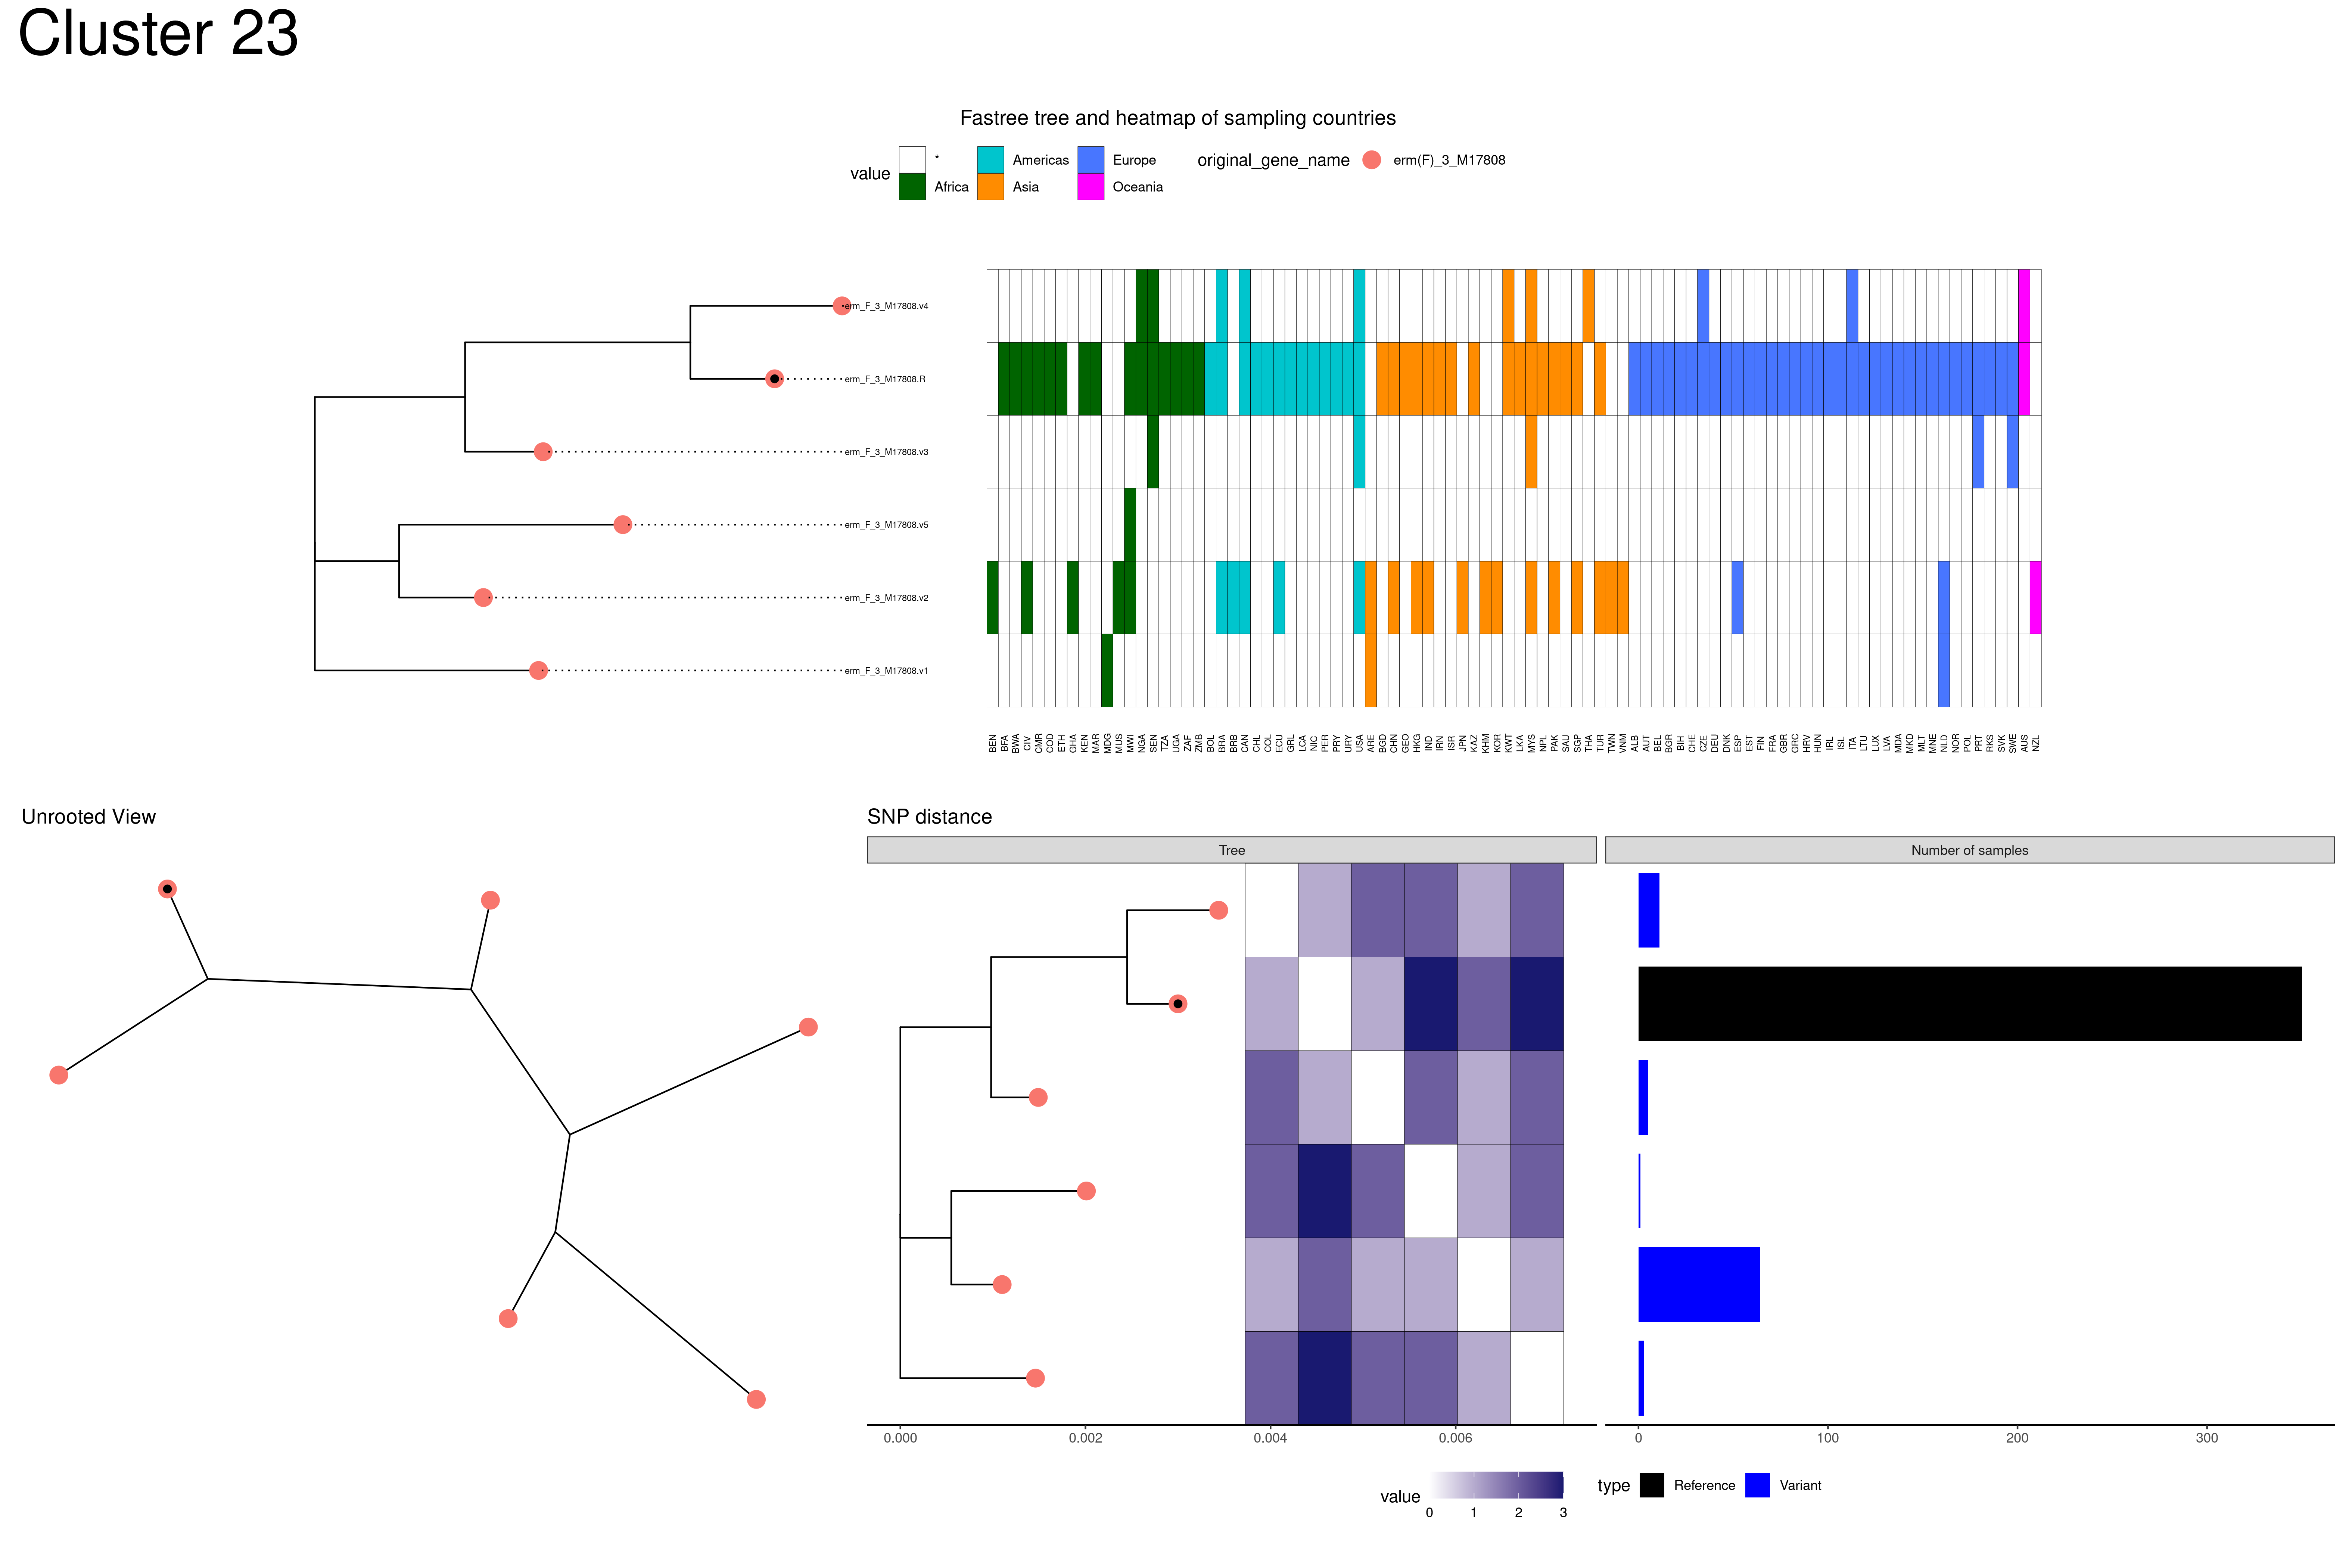 Cluster 23
Fastree tree and heatmap of sampling countries
value * Americas Europe original_gene_name erm(F)_3_M17808
Africa Asia Oceania
erm_F_3_M17808.v4
erm_F_3_M17808.R
erm_F_3_M17808.v3
erm_F_3_M17808.v5
erm_F_3_M17808.v2
erm_F_3_M17808.v1
BEN BFA BWA CIV CMR COD ETH GHA KEN MAR MDG MUS MWI NGA SEN TZA UGA ZAF ZMB BOL BRA BRB CAN CHL COL ECU GRL LCA NIC PER PRY URY USA ARE BGD CHN GEO HKG IND IRN ISR JPN KAZ KHM KOR KWT LKA MYS NPL PAK SAU SGP THA TUR TWN VNM ALB AUT BEL BGR BIH CHE CZE DEU DNK ESP EST FIN FRA GBR GRC HRV HUN IRL ISL ITA LTU LUX LVA MDA MKD MLT MNE NLD NOR POL PRT RKS SVK SWE AUS NZL
Unrooted View
SNP distance
Tree
Number of samples
0.000 0.002 0.004 0.006
0 100 200 300
value
0 1 2 3
type Reference Variant